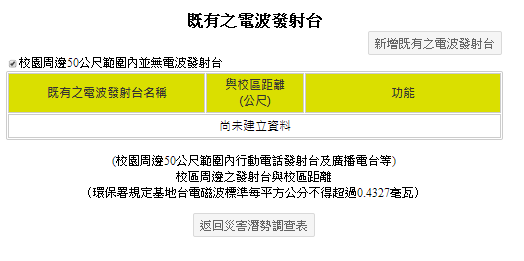 既有之電波發射台
新增既有之電波發射台
校園周邊50公尺範圍內並無電波發射台
既有之電波發射台名稱
與校區距離
(公尺)
功能
尚未建立資料
(校園周邊50公尺範圍內行動電話發射台及廣播電台等)
校區周邊之發射台與校區距離
(環保署規定基地台電磁波標準每平方公分不得超過0.4327毫瓦)
返回災害潛勢調查表